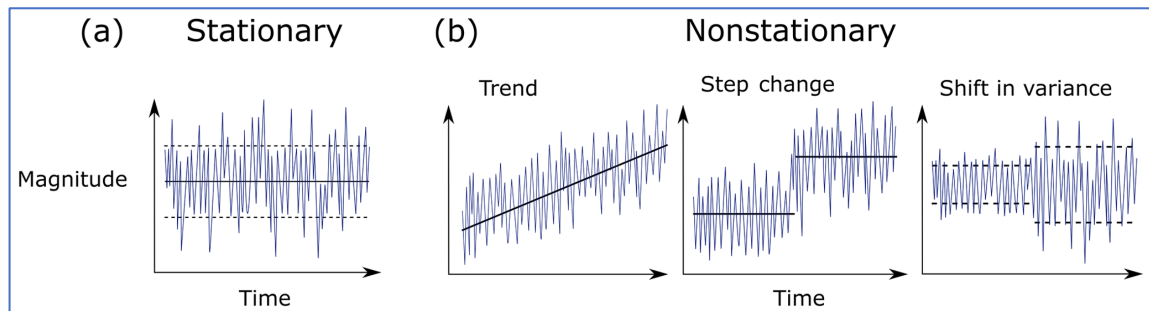 (a) Stationary
(b) Nonstationary
Trend
Step change
Shift in variance
Magnitude
Time
Time